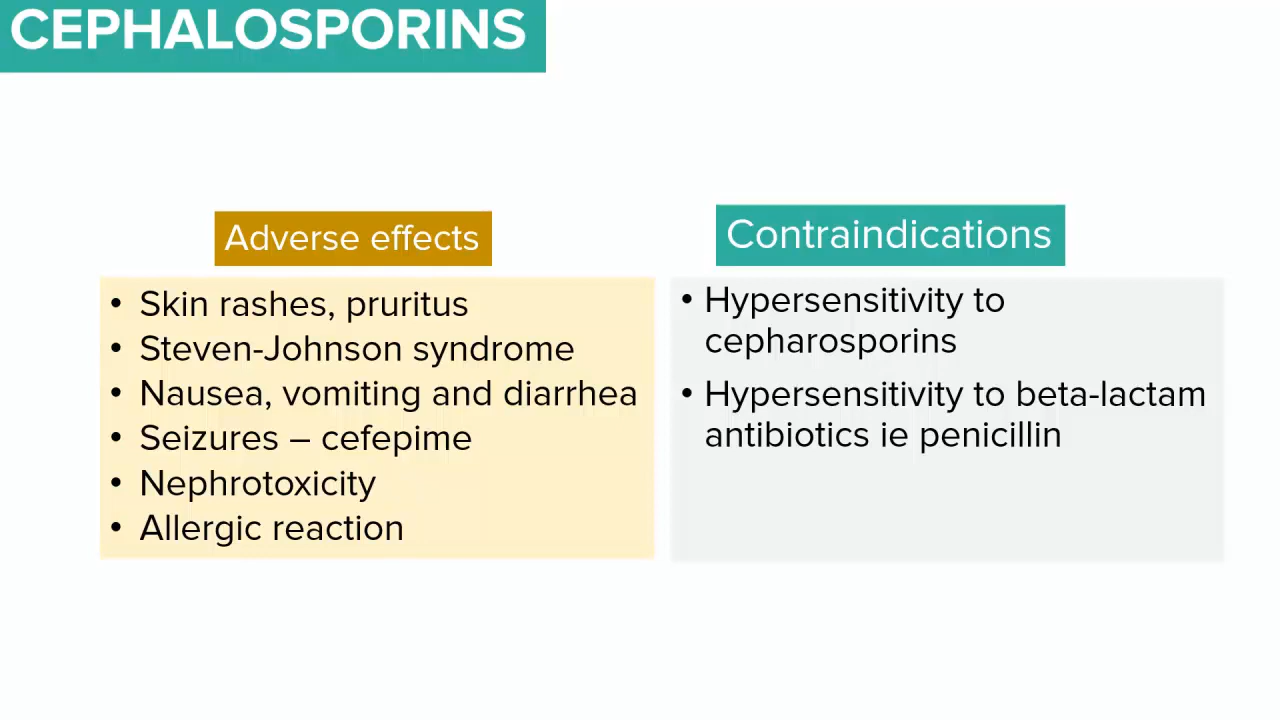 CEPHALOSPORINS
Adverse effects
• Skin rashes, pruritus
• Steven-Johnson syndrome
• Nausea, vomiting and diarrhea
• Seizures – cefepime
• Nephrotoxicity
• Allergic reaction
Contraindications
• Hypersensitivity to
cepharosporins
• Hypersensitivity to beta-lactam
antibiotics ie penicillin